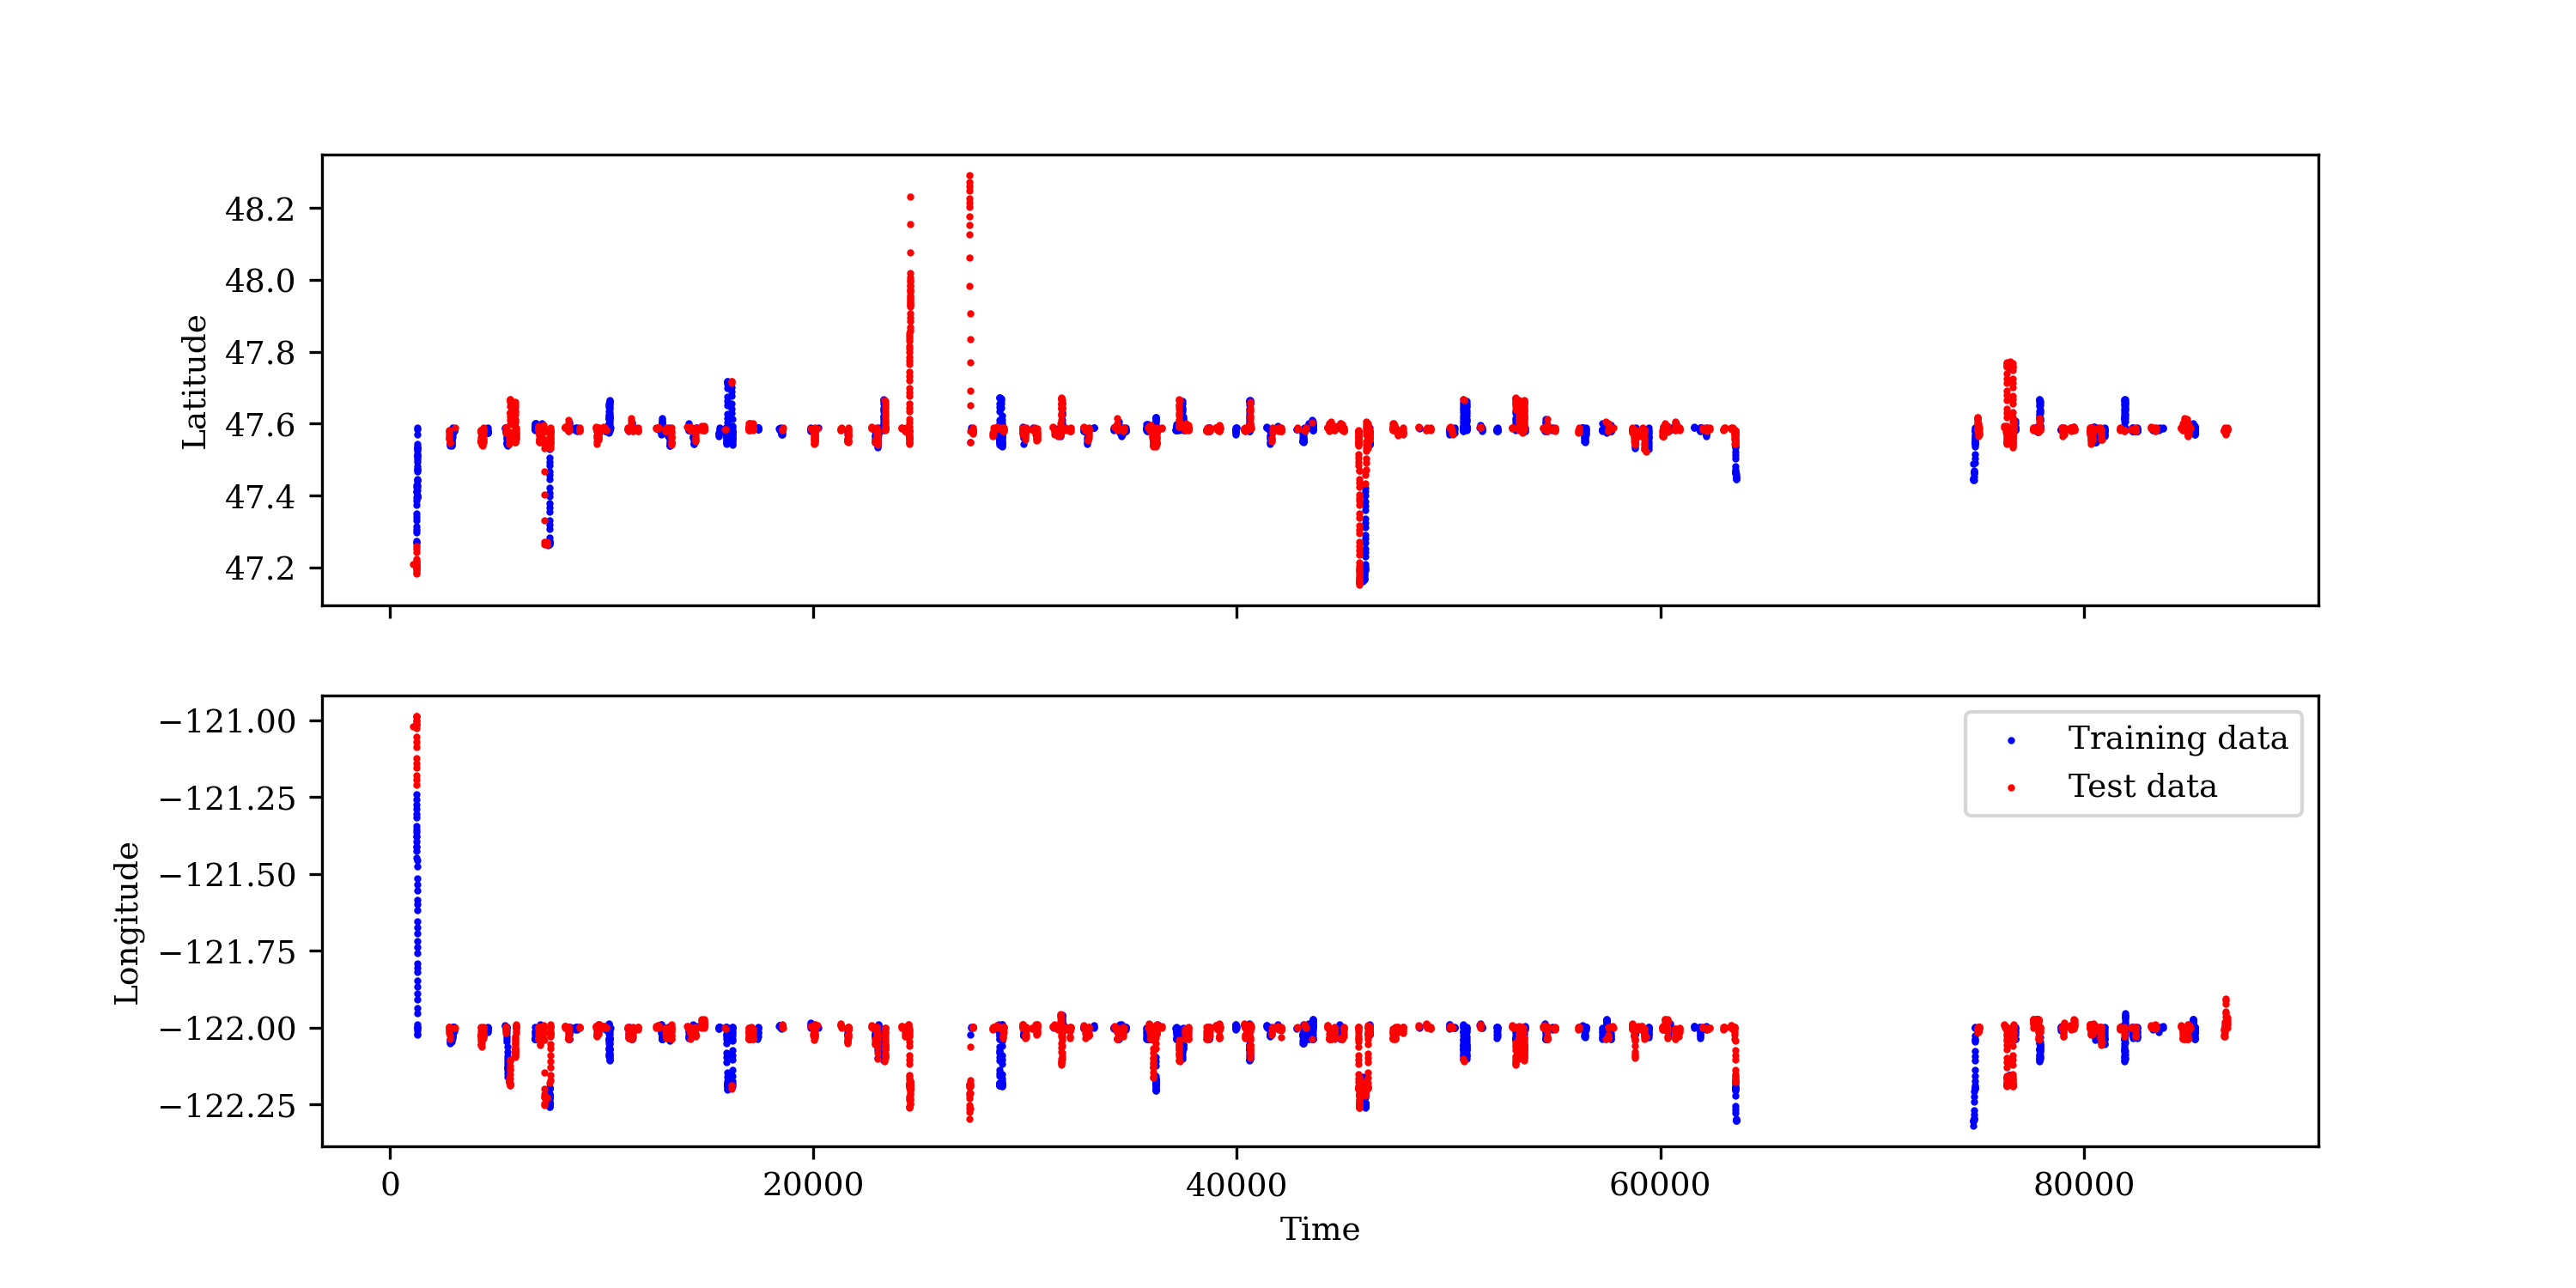 48.2
48.0
47.8
47.6
47.4
47.2
Latitude
−121.00
−121.25
−121.50
−121.75
−122.00
−122.25
Longitude
Training data
Test data
0 20000 40000 60000 80000
Time